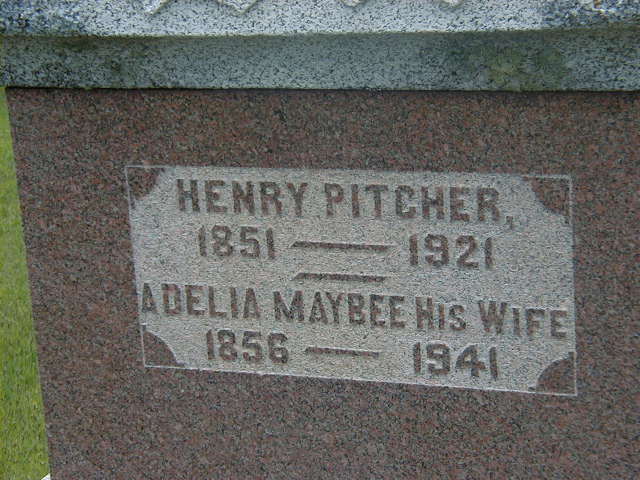 HENRY PITCHER,
1851 — 1921
ADELIA MAYBEE HIS WIFE
1856 — 1941